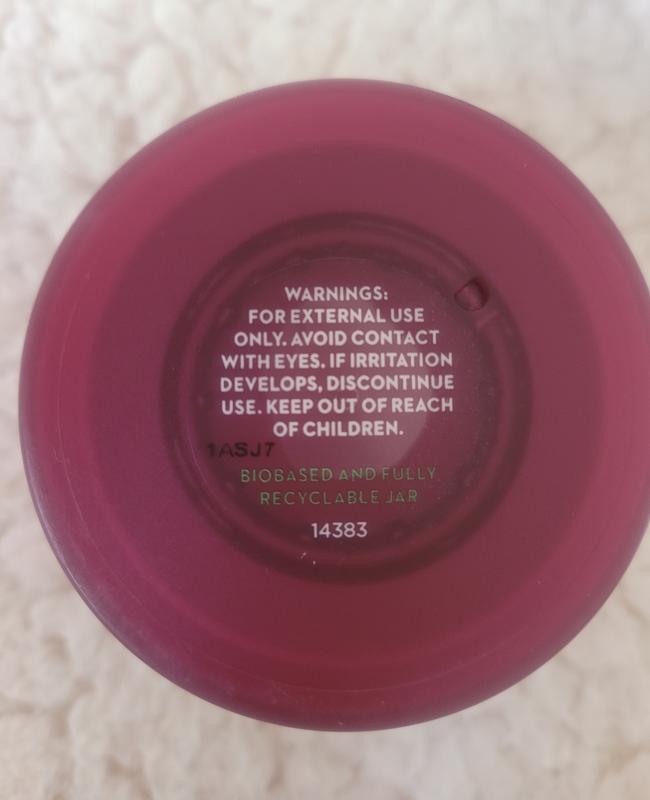 WARNINGS:
FOR EXTERNAL USE
ONLY. AVOID CONTACT
WITH EYES. IF IRRITATION
DEVELOPS, DISCONTINUE
USE. KEEP OUT OF REACH
OF CHILDREN.
1ASJ7
BIOBASED AND FULLY
RECYCLABLE JAR
14383